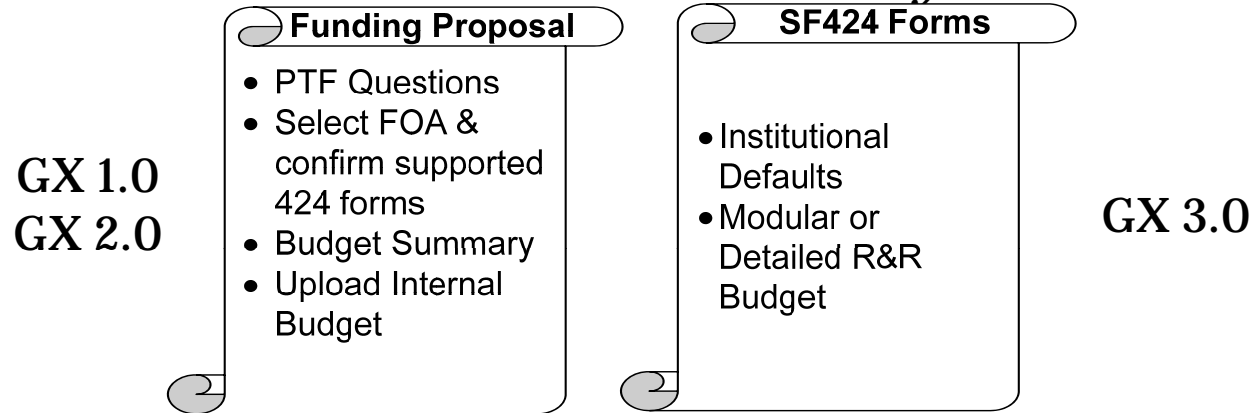 Funding Proposal
• PTF Questions
• Select FOA &
confirm supported
424 forms
• Budget Summary
• Upload Internal
Budget
SF424 Forms
• Institutional
Defaults
• Modular or
Detailed R&R
Budget
GX 1.0
GX 2.0
GX 3.0